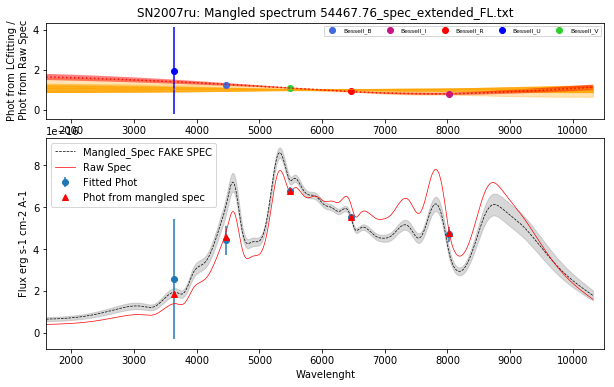 SN2007ru: Mangled spectrum 54467.76_spec_extended_FL.txt
Phot from LCfitting /
Phot from Raw Spec
4
2
0
Bessell_B
Bessell_I
Bessell_R
Bessell_U
Bessell_V
2000 3000 4000 5000 6000 7000 8000 9000 10000
1e−16
Flux erg s-1 cm-2 A-1
8
6
4
2
0
Mangled_Spec FAKE SPEC
Raw Spec
Fitted Phot
Phot from mangled spec
2000 3000 4000 5000 6000 7000 8000 9000 10000
Wavelenght